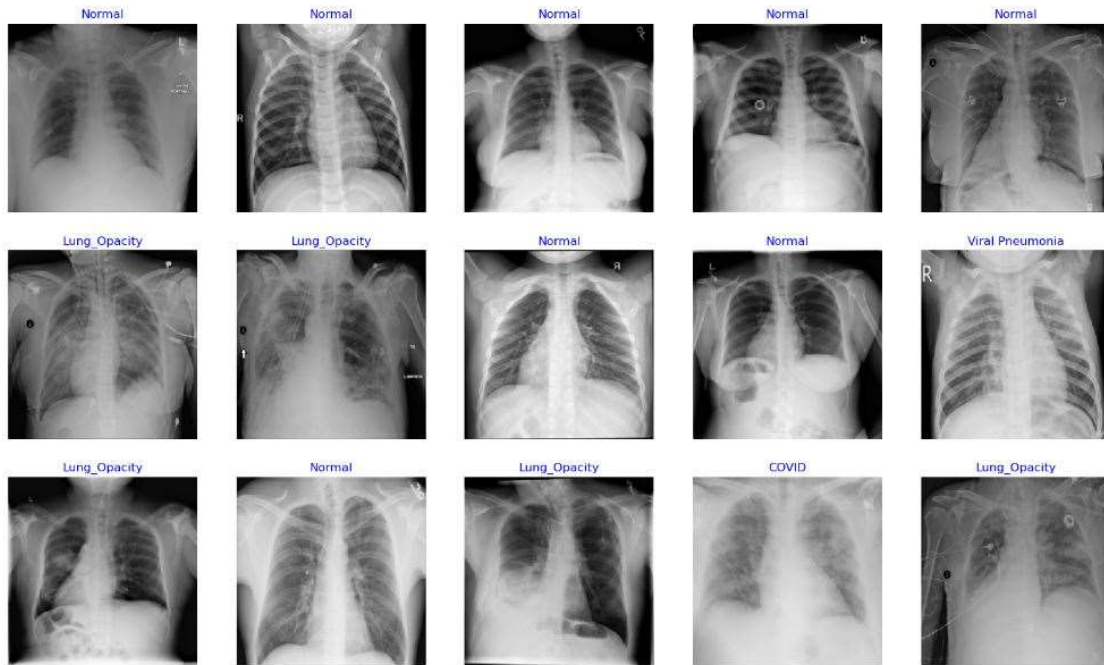 Normal Normal Normal Normal Normal
L
R
Lung_Opacity Lung_Opacity Normal Normal Viral Pneumonia
L R
Lung_Opacity Normal Lung_Opacity COVID Lung_Opacity